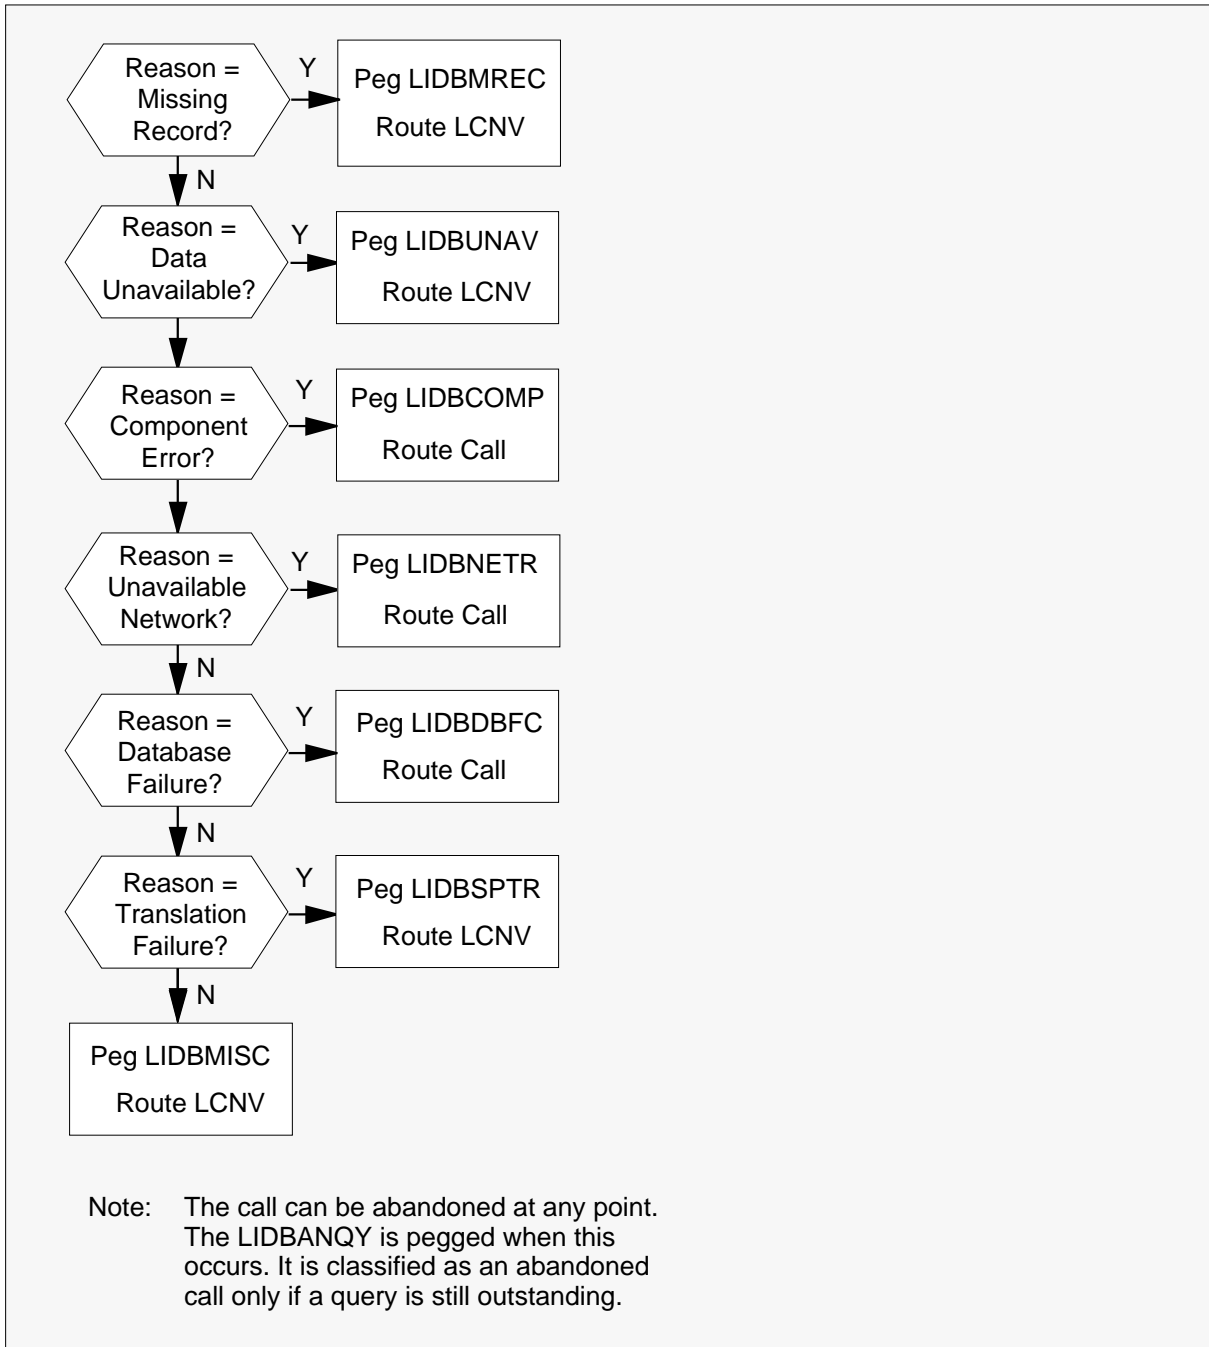 Reason =
Missing
Record?
Y
Peg LIDBMREC
Route LCNV
N
Reason =
Data
Unavailable?
Y
Peg LIDBUNAV
Route LCNV
Reason =
Component
Error?
Y
Peg LIDBCOMP
Route Call
Reason =
Unavailable
Network?
Y
Peg LIDBNETR
Route Call
N
Reason =
Database
Failure?
Y
Peg LIDBDBFC
Route Call
N
Reason =
Translation
Failure?
Y
Peg LIDBSPTR
Route LCNV
N
Peg LIDBMISC
Route LCNV
Note: The call can be abandoned at any point.
The LIDBANQY is pegged when this
occurs. It is classified as an abandoned
call only if a query is still outstanding.